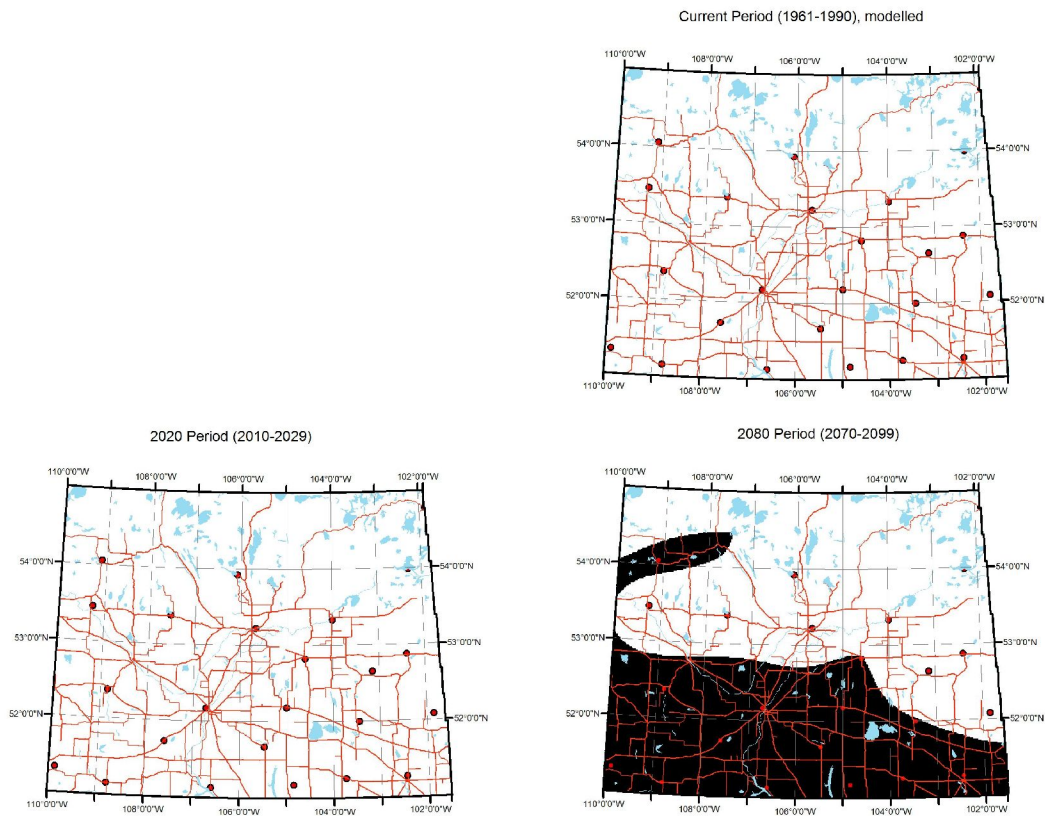 Current Period (1961-1990), modelled
110°0'0"W
108°0'0"W 106°0'0"W 104°0'0"W 102°0'0"W
54°0'0"N 54°0'0"N
53°0'0"N 53°0'0"N
52°0'0"N 52°0'0"N
110°0'0"W 108°0'0"W 106°0'0"W 104°0'0"W 102°0'0"W
2020 Period (2010-2029)
110°0'0"W 108°0'0"W 106°0'0"W 104°0'0"W 102°0'0"W
54°0'0"N 54°0'0"N
53°0'0"N 53°0'0"N
52°0'0"N 52°0'0"N
110°0'0"W 108°0'0"W 106°0'0"W 104°0'0"W 102°0'0"W
2080 Period (2070-2099)
110°0'0"W 108°0'0"W 106°0'0"W 104°0'0"W 102°0'0"W
54°0'0"N 54°0'0"N
53°0'0"N 53°0'0"N
52°0'0"N 52°0'0"N
110°0'0"W 108°0'0"W 106°0'0"W 104°0'0"W 102°0'0"W